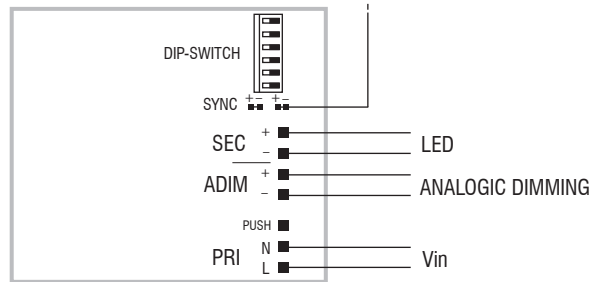 DIP-SWITCH
SYNC + − + −
SEC + − LED
ADIM + − ANALOGIC DIMMING
PUSH
PRI N L Vin